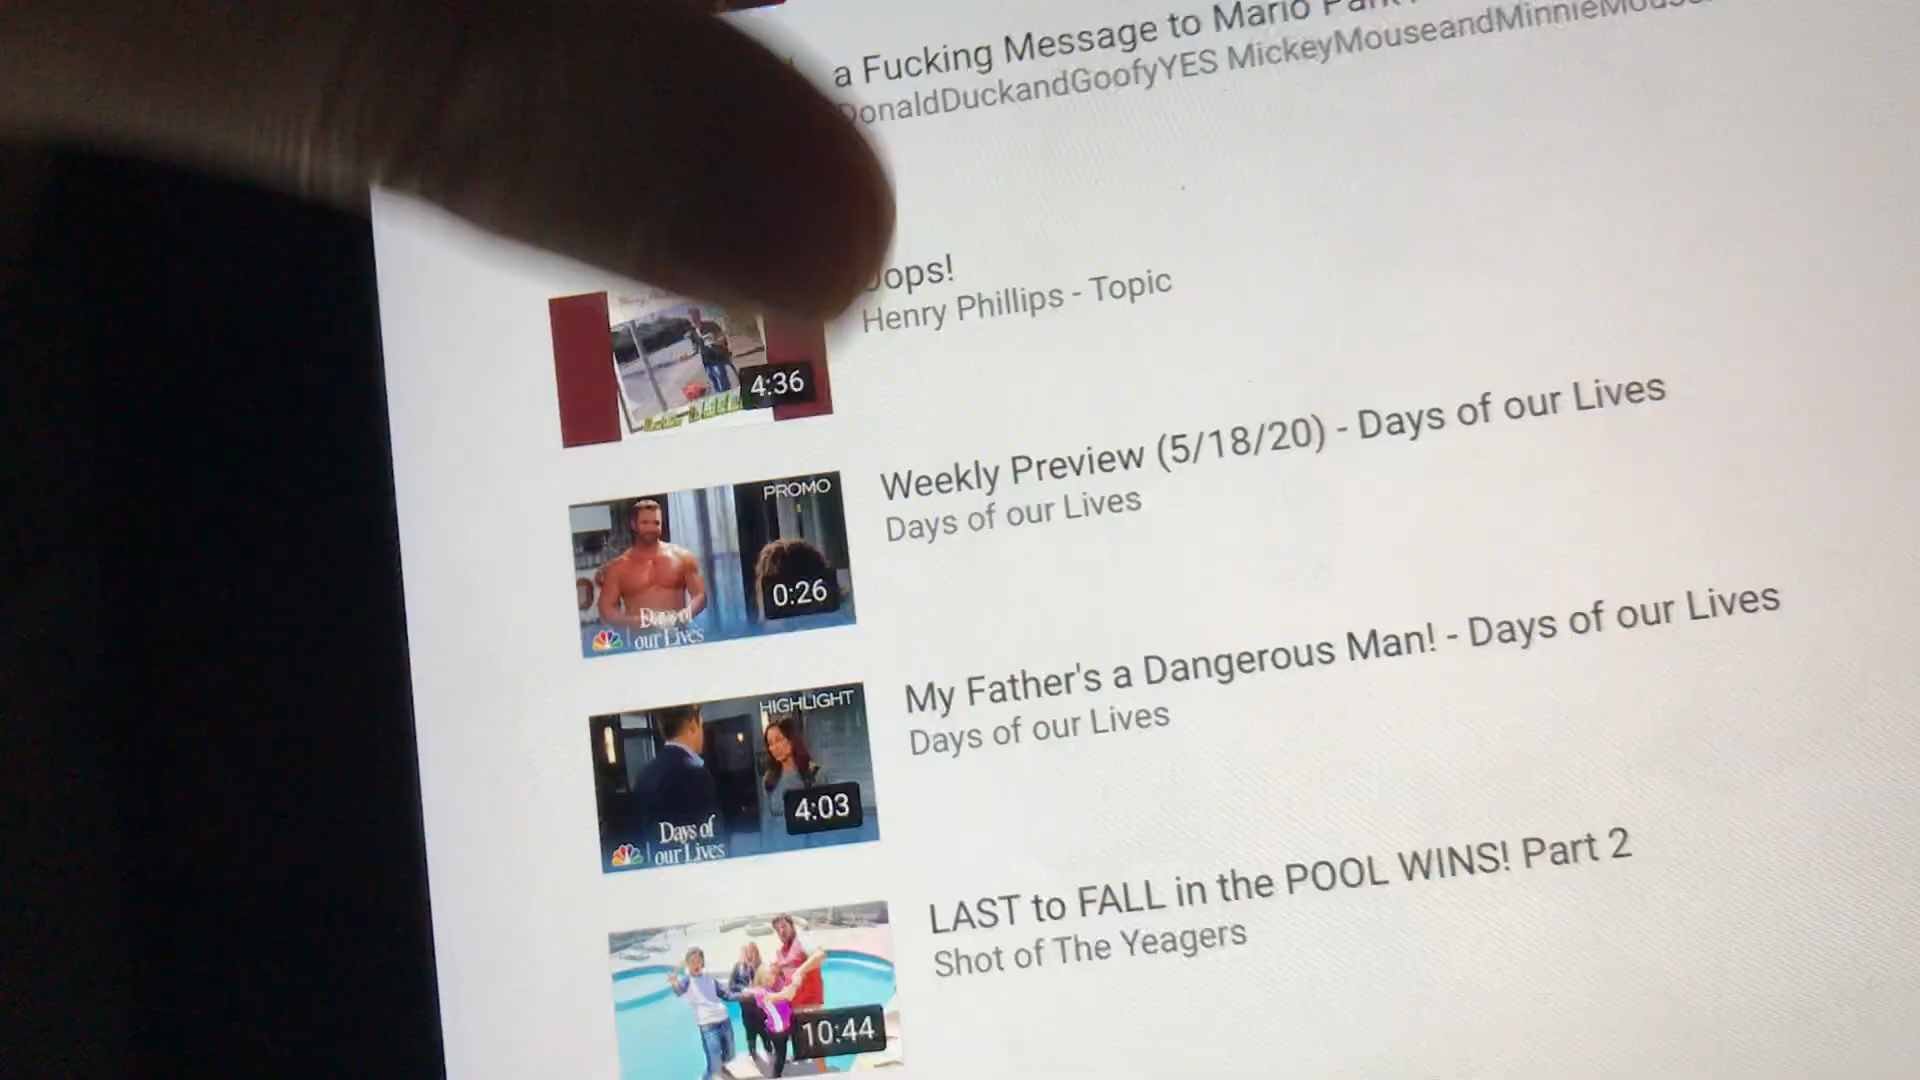 a Fucking Message to Mario
DonaldDuckandGoofyYES MickeyMouseandMinnieMouse
Oops!
Henry Phillips - Topic
4:36
Weekly Preview (5/18/20) - Days of our Lives
Days of our Lives
PROMO
0:26
Days of
our Lives
My Father's a Dangerous Man! - Days of our Lives
Days of our Lives
HIGHLIGHT
4:03
Days of
our Lives
LAST to FALL in the POOL WINS! Part 2
Shot of The Yeagers
10:44